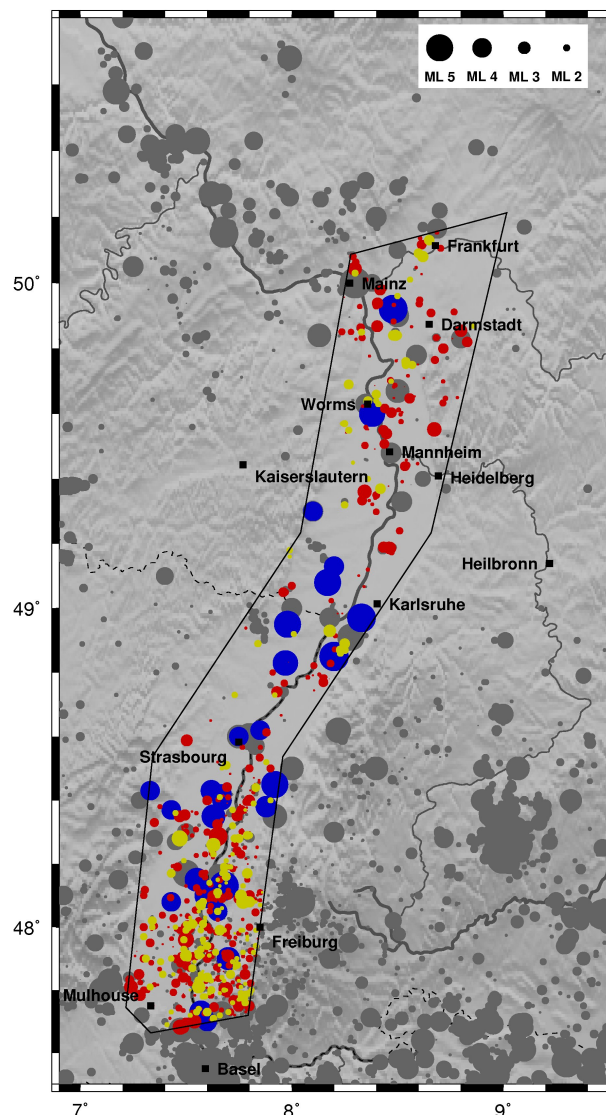 ML 5 ML 4 ML 3 ML 2
Frankfurt
50˚
Mainz
Darmstadt
Worms
Mannheim
Kaiserslautern
Heidelberg
Heilbronn
49˚
Karlsruhe
Strasbourg
48˚
Freiburg
Mulhouse
Basel
7˚ 8˚ 9˚